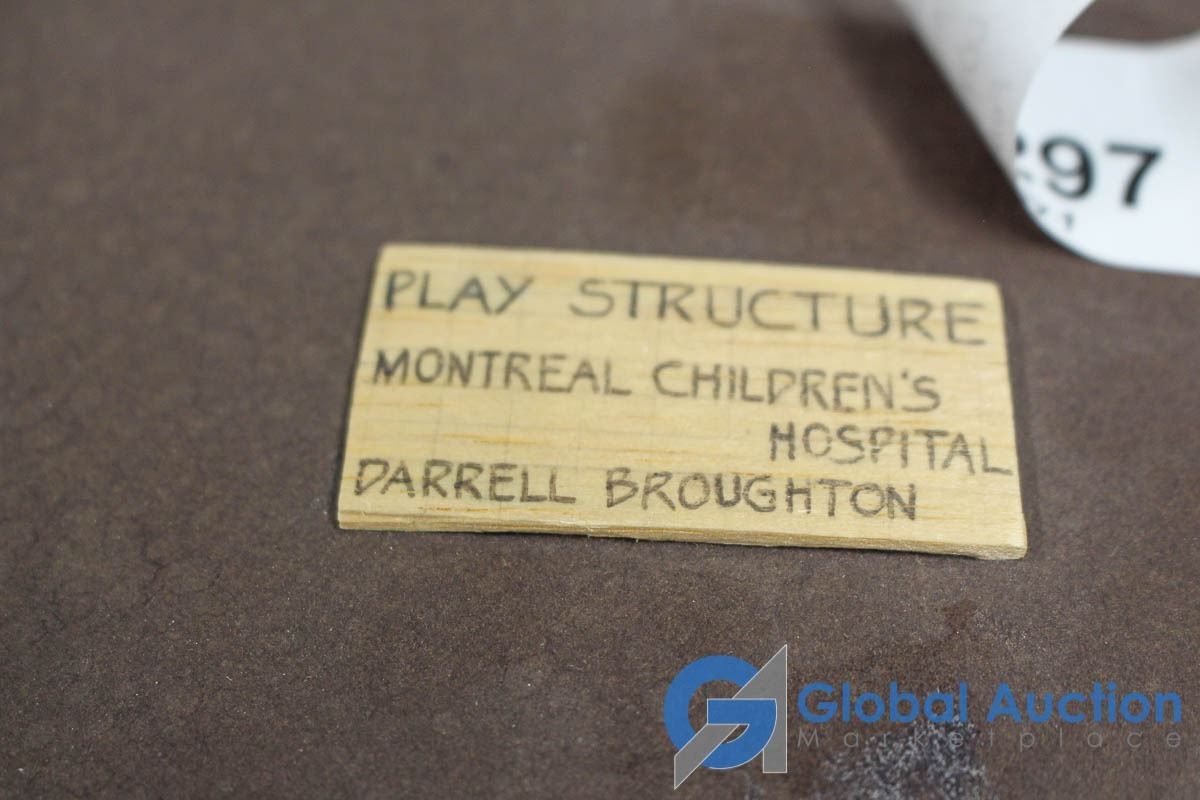 297
PLAY STRUCTURE
MONTREAL CHILDREN'S
HOSPITAL
DARRELL BROUGHTON
Global Auction
Marketplace